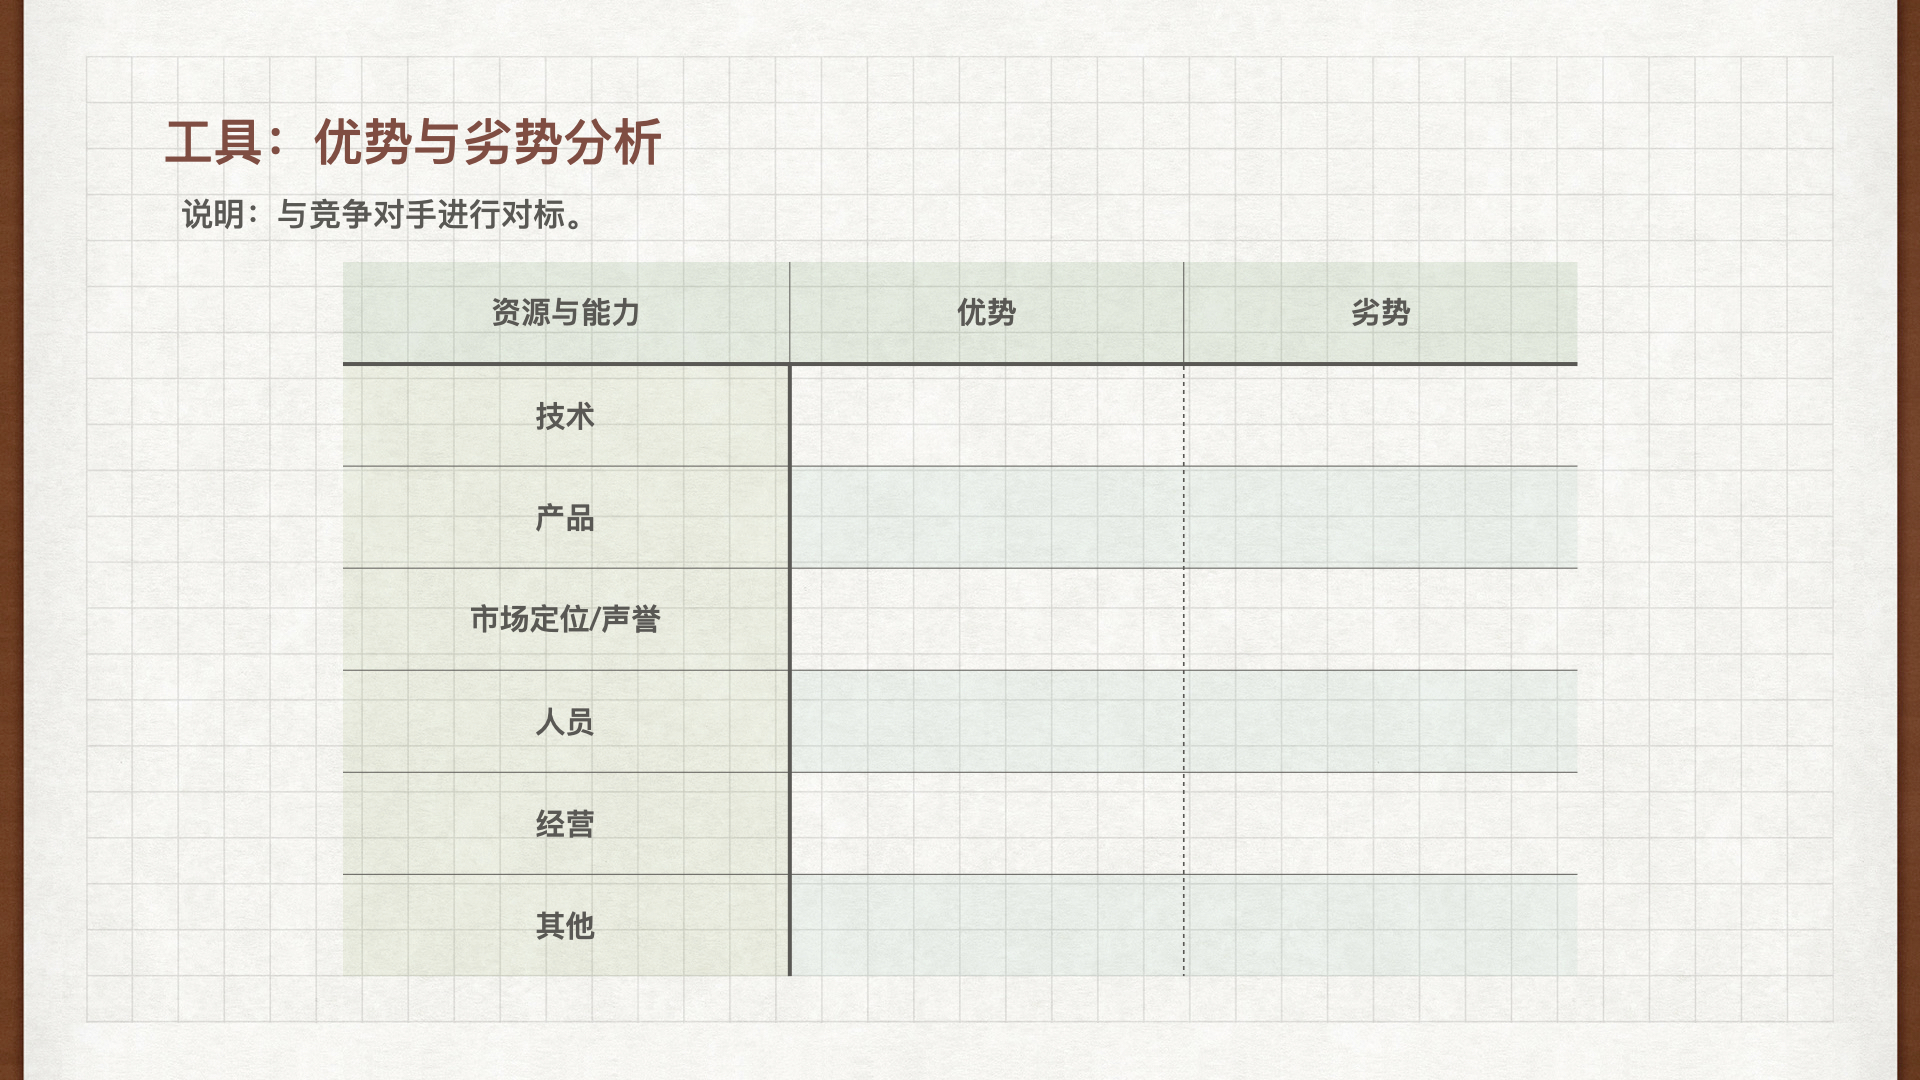 工具：优势与劣势分析
说明：与竞争对手进行对标。
资源与能力 优势 劣势
技术
产品
市场定位/声誉
人员
经营
其他